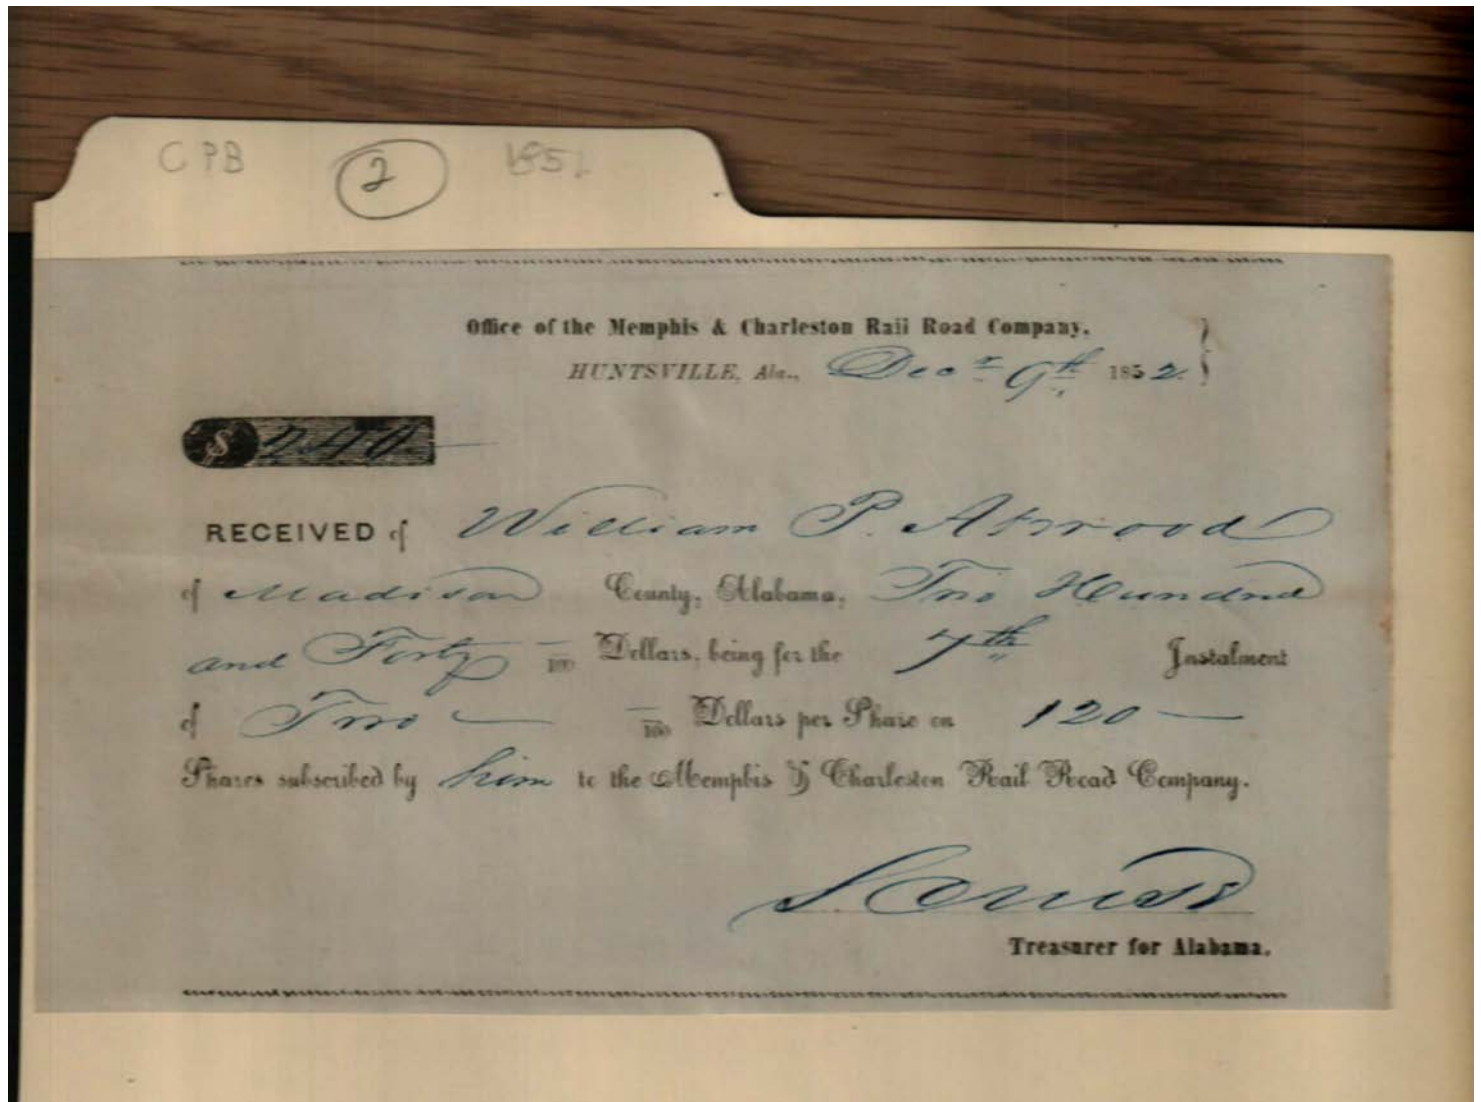 CPB 2 185
Office of the Memphis & Charleston Rail Road Company,
HUNTSVILLE, Ala., Decr 9th 1852
$240
RECEIVED of William P. Atwood
of Madison County, Alabama, Two Hundred
and Forty —/100 Dollars, being for the 7th Instalment
of Two — —/100 Dollars per Share on 120 —
Shares subscribed by him to the Memphis & Charleston Rail Road Company.
Treasurer for Alabama.